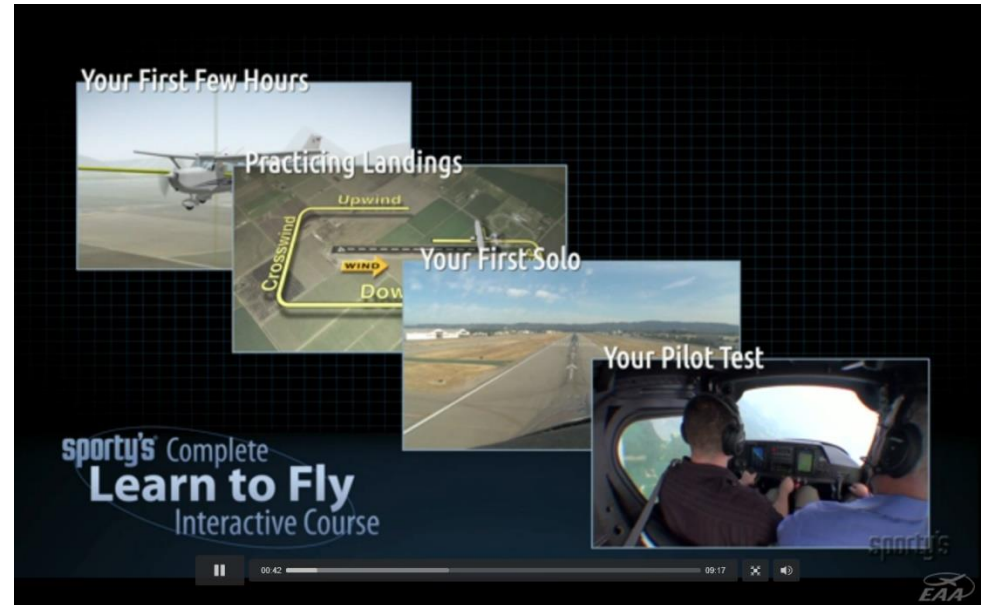 Your First Few Hours
Practicing Landings
Upwind
Crosswind
WIND
Dow
Your First Solo
Your Pilot Test
sporty's Complete
Learn to Fly
Interactive Course
sporty's
00:42
09:17
EAA